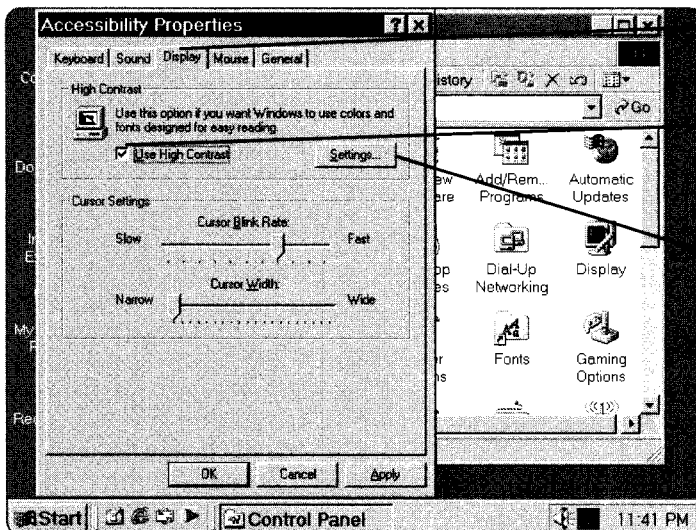 Accessibility Properties
Keyboard Sound Display Mouse General
High Contrast
Use this option if you want Windows to use colors and
fonts designed for easy reading.
Use High Contrast
Settings...
Cursor Settings
Cursor Blink Rate:
Slow Fast
Cursor Width:
Narrow Wide
OK Cancel Apply
istory
Go
ew
are
Add/Rem...
Programs
Automatic
Updates
Dial-Up
Networking
Display
Fonts
Gaming
Options
Start
Control Panel
11:41 PM